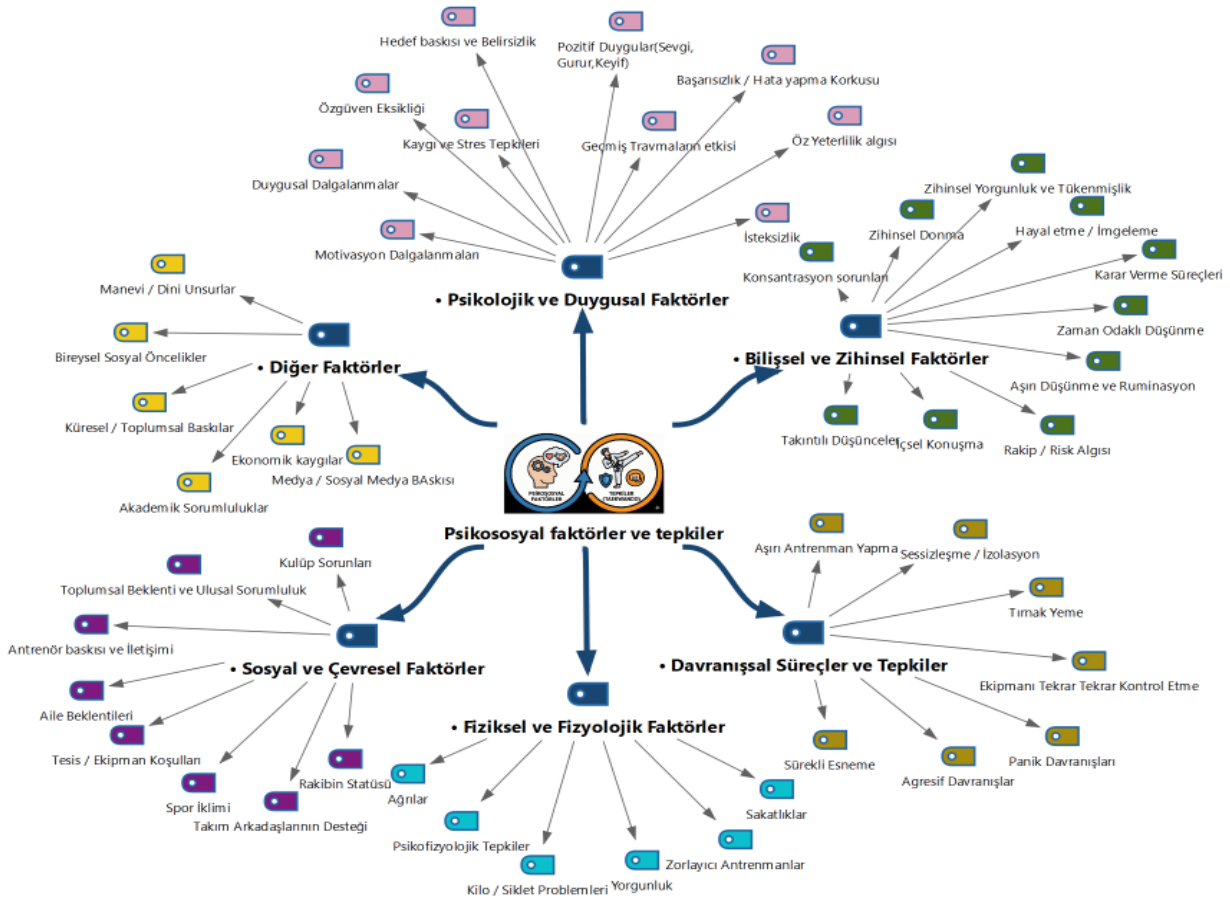 Hedef baskısı ve Belirsizlik
Pozitif Duygular(Sevgi,
Gurur,Keyif)
Başarısızlık / Hata yapma Korkusu
Özgüven Eksikliği
Kaygı ve Stres Tepkileri
Geçmiş Travmaların etkisi
Öz Yeterlilik algısı
Duygusal Dalgalanmalar
Motivasyon Dalgalanmaları
İsteksizlik
• Psikolojik ve Duygusal Faktörler
Zihinsel Yorgunluk ve Tükenmişlik
Zihinsel Donma
Hayal etme / İmgeleme
Konsantrasyon sorunları
Karar Verme Süreçleri
Zaman Odaklı Düşünme
• Bilişsel ve Zihinsel Faktörler
Aşırı Düşünme ve Ruminasyon
Takıntılı Düşünceler
İçsel Konuşma
Rakip / Risk Algısı
Manevi / Dini Unsurlar
Bireysel Sosyal Öncelikler
• Diğer Faktörler
Küresel / Toplumsal Baskılar
Ekonomik kaygılar
Medya / Sosyal Medya BAskısı
Akademik Sorumluluklar
PSİKOSOSYAL
FAKTÖRLER
TEPKİLER
(TAEKWANDO)
Psikososyal faktörler ve tepkiler
Kulüp Sorunları
Toplumsal Beklenti ve Ulusal Sorumluluk
Antrenör baskısı ve İletişimi
• Sosyal ve Çevresel Faktörler
Aile Beklentileri
Tesis / Ekipman Koşulları
Spor İklimi
Takım Arkadaşlarının Desteği
Rakibin Statüsü
Aşırı Antrenman Yapma
Sessizleşme / İzolasyon
Tırnak Yeme
• Davranışsal Süreçler ve Tepkiler
Ekipmanı Tekrar Tekrar Kontrol Etme
Sürekli Esneme
Agresif Davranışlar
Panik Davranışları
• Fiziksel ve Fizyolojik Faktörler
Ağrılar
Psikofizyolojik Tepkiler
Kilo / Siklet Problemleri
Yorgunluk
Zorlayıcı Antrenmanlar
Sakatlıklar